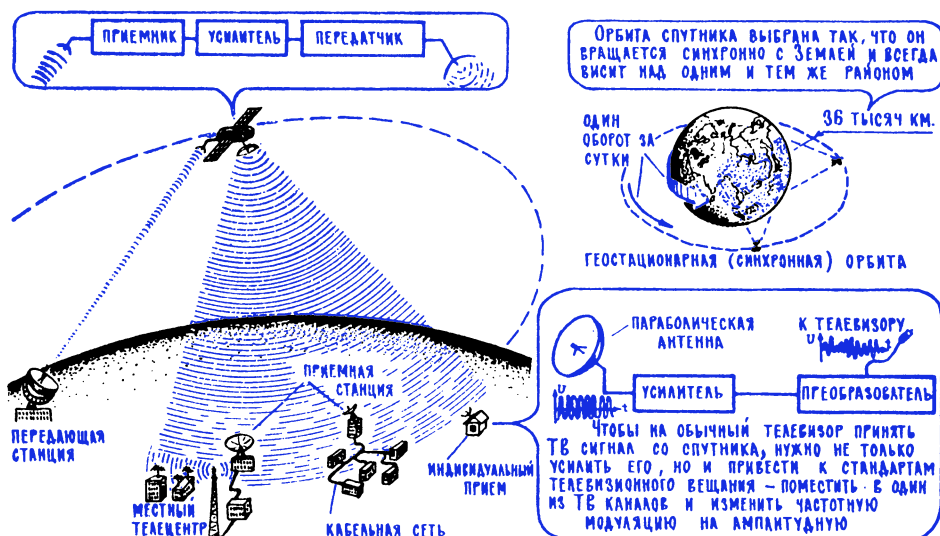 ПРИЕМНИК
УСИЛИТЕЛЬ
ПЕРЕДАТЧИК
ОРБИТА СПУТНИКА ВЫБРАНА ТАК, ЧТО ОН
ВРАЩАЕТСЯ СИНХРОННО С ЗЕМЛЕЙ И ВСЕГДА
ВИСИТ НАД ОДНИМ И ТЕМ ЖЕ РАЙОНОМ
ОДИН
ОБОРОТ ЗА
СУТКИ
36 ТЫСЯЧ КМ.
ГЕОСТАЦИОНАРНАЯ (СИНХРОННАЯ) ОРБИТА
ПЕРЕДАЮЩАЯ
СТАНЦИЯ
ПРИЕМНАЯ
СТАНЦИЯ
МЕСТНЫЙ
ТЕЛЕЦЕНТР
КАБЕЛЬНАЯ СЕТЬ
ИНДИВИДУАЛЬНЫЙ
ПРИЕМ
ПАРАБОЛИЧЕСКАЯ
АНТЕННА
К ТЕЛЕВИЗОРУ
U
t
U
t
УСИЛИТЕЛЬ
ПРЕОБРАЗОВАТЕЛЬ
ЧТОБЫ НА ОБЫЧНЫЙ ТЕЛЕВИЗОР ПРИНЯТЬ
ТВ СИГНАЛ СО СПУТНИКА, НУЖНО НЕ ТОЛЬКО
УСИЛИТЬ ЕГО, НО И ПРИВЕСТИ К СТАНДАРТАМ
ТЕЛЕВИЗИОННОГО ВЕЩАНИЯ – ПОМЕСТИТЬ В ОДИН
ИЗ ТВ КАНАЛОВ И ИЗМЕНИТЬ ЧАСТОТНУЮ
МОДУЛЯЦИЮ НА АМПЛИТУДНУЮ